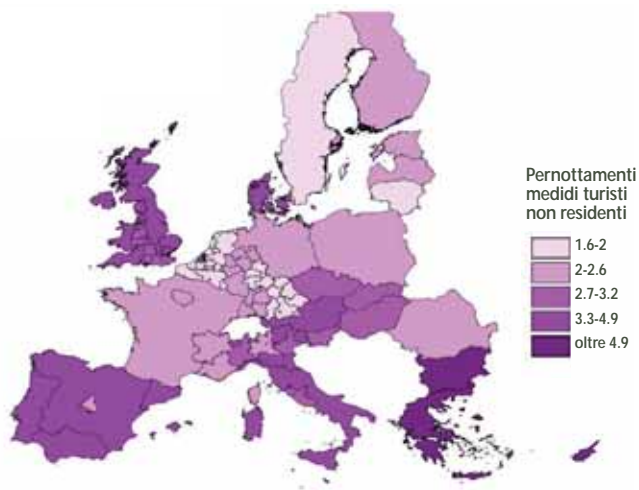 Pernottamenti
medidi turisti
non residenti
1.6-2
2-2.6
2.7-3.2
3.3-4.9
oltre 4.9